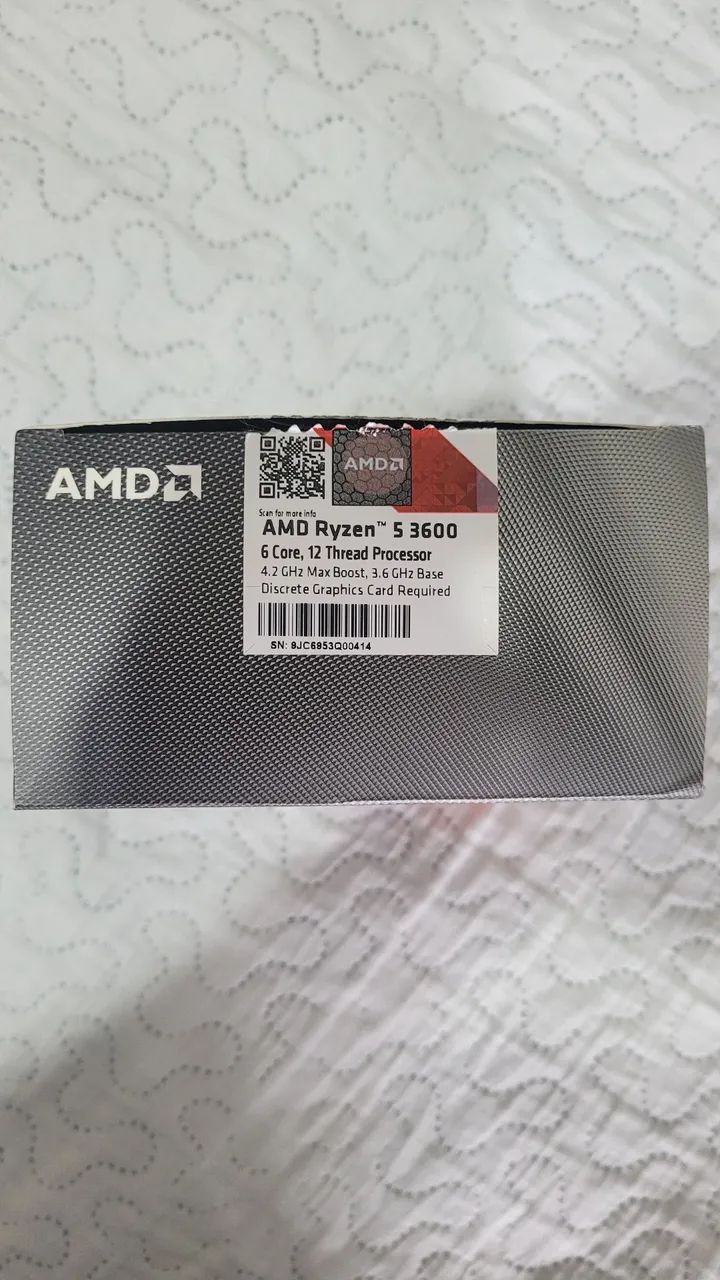 AMD
AMD
Scan for more info
AMD Ryzen™ 5 3600
6 Core, 12 Thread Processor
4.2 GHz Max Boost, 3.6 GHz Base
Discrete Graphics Card Required
SN: 9JC6953Q00414